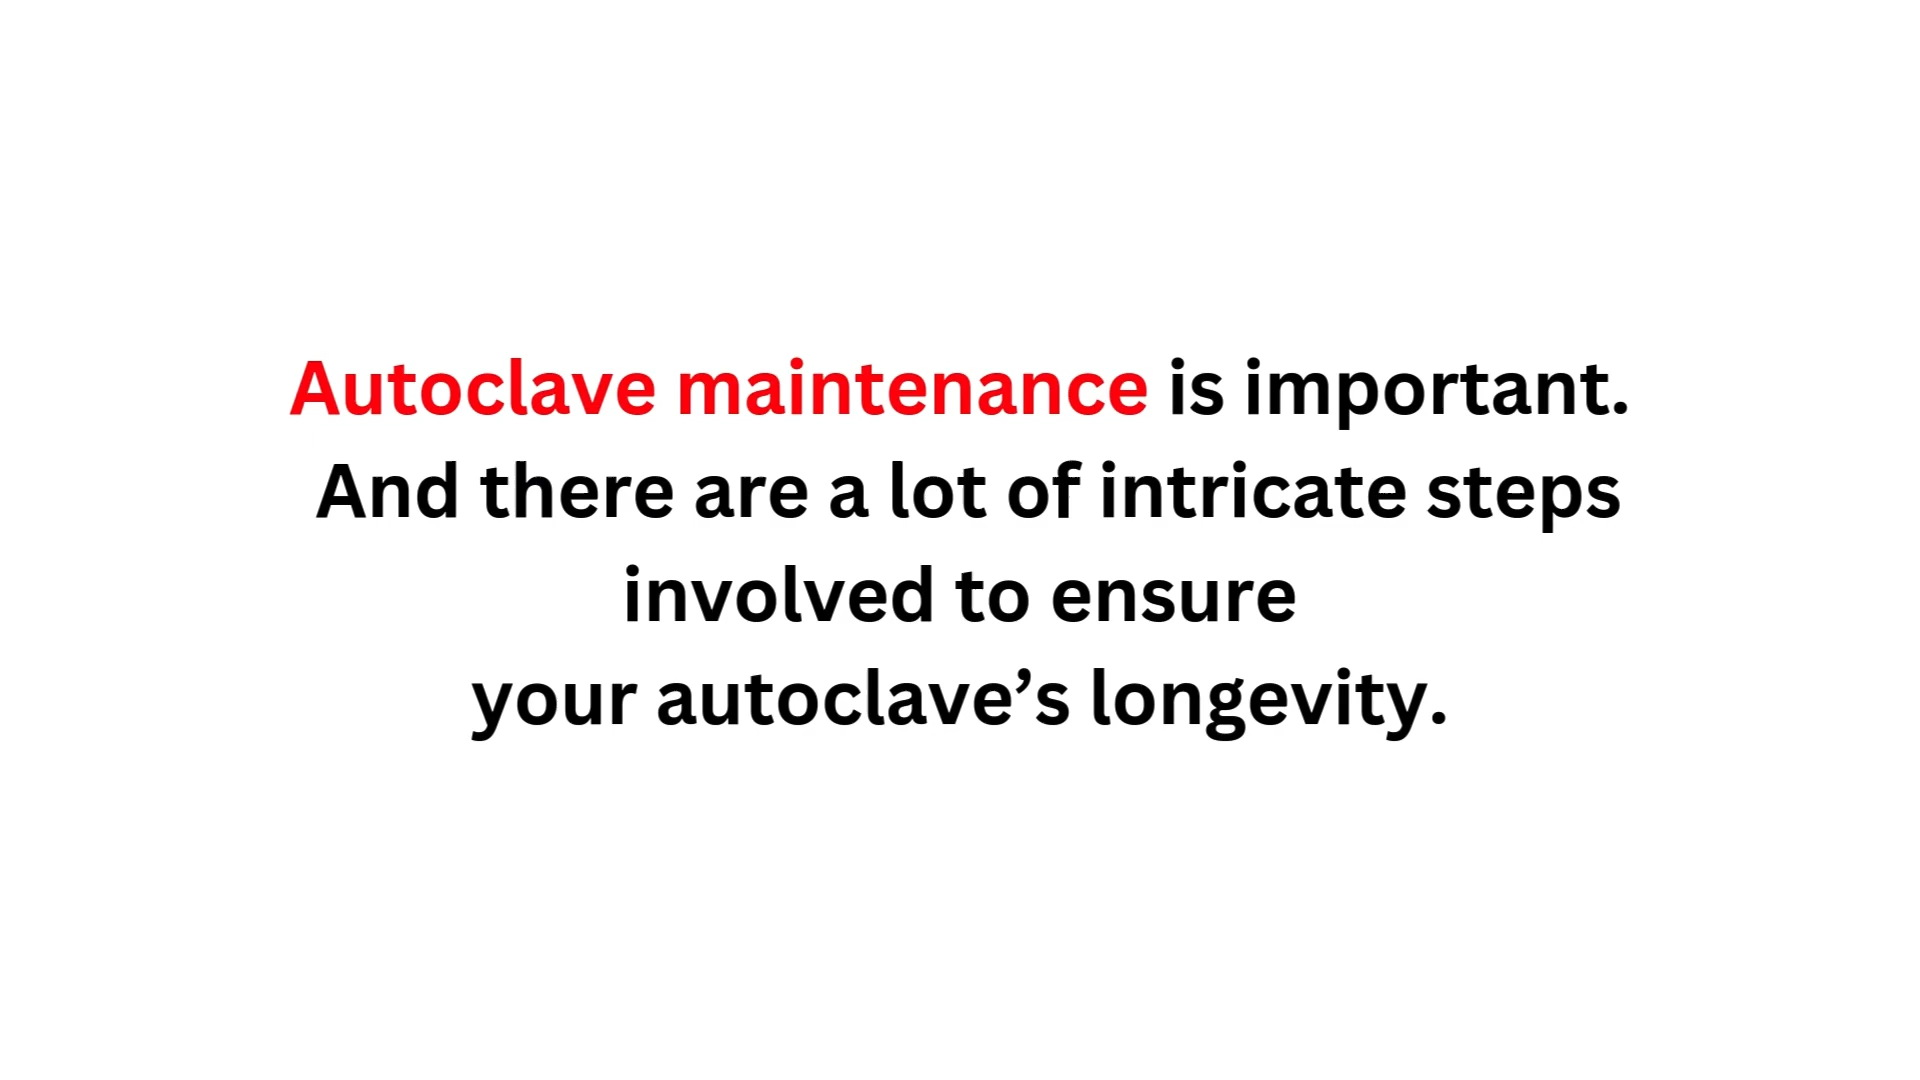 Autoclave maintenance is important.
And there are a lot of intricate steps
involved to ensure
your autoclave’s longevity.